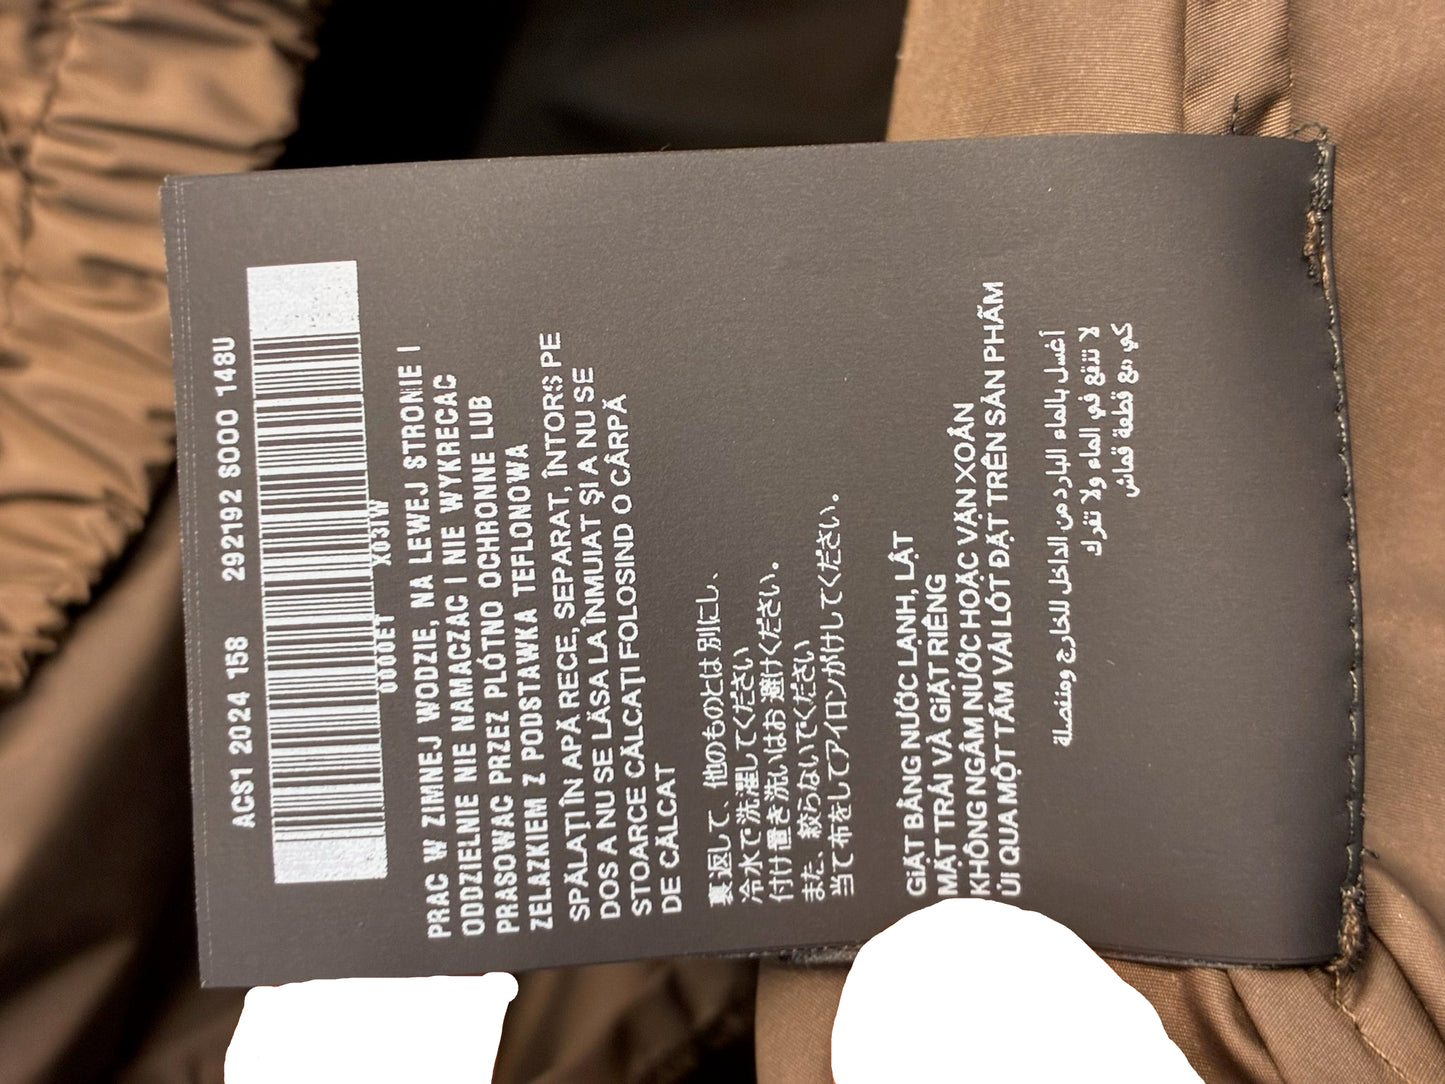 ACS1 2024 158 292192 S000 148U
0000ET X03IW
PRAC W ZIMNEJ WODZIE, NA LEWEJ STRONIE I
ODDZIELNIE NIE NAMACZAC I NIE WYKRECAC
PRASOWAC PRZEZ PLÓTNO OCHRONNE LUB
ZELAZKIEM Z PODSTAWKA TEFLONOWA
SPĂLAȚI ÎN APĂ RECE, SEPARAT, ÎNTORS PE
DOS A NU SE LĂSA LA ÎNMUIAT ȘI A NU SE
STOARCE CĂLCAȚI FOLOSIND O CÂRPĂ
DE CĂLCAT
裏返して、他のものとは 別にし、
冷水で洗濯してください
付け置き洗いはお避けください。
また、絞らないでください
当て布をしてアイロンがけしてください。
GIẶT BẰNG NƯỚC LẠNH, LẬT
MẶT TRÁI VÀ GIẶT RIÊNG
KHÔNG NGÂM NƯỚC HOẶC VẶN XOẮN
ỦI QUA MỘT TẤM VẢI LÓT ĐẶT TRÊN SẢN PHẨM
أغسل بالماء البارد من الداخل للخارج ومنفصلة
لا تنقع في الماء ولا تفرك
كي مع قطعة قماش